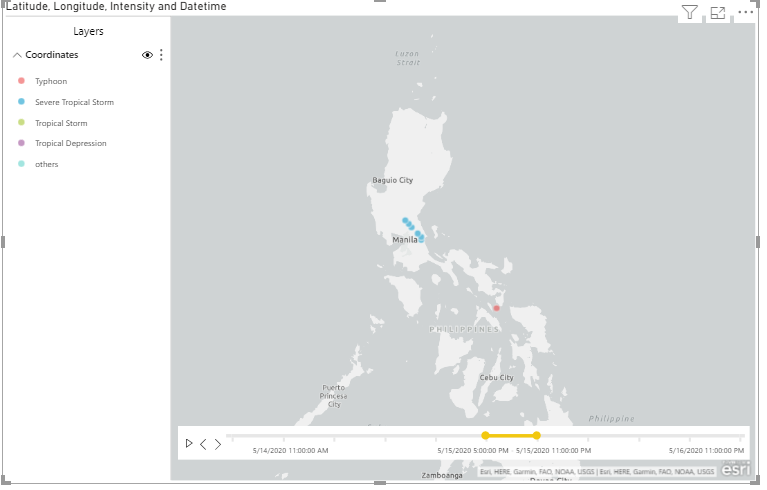 Latitude, Longitude, Intensity and Datetime
Layers
Coordinates
Typhoon
Severe Tropical Storm
Tropical Storm
Tropical Depression
others
Luzon
Strait
Baguio City
Manila
PHILIPPINES
Cebu City
Puerto
Princesa
City
Philippine
5/14/2020 11:00:00 AM
5/15/2020 5:00:00 PM
5/15/2020 11:00:00 PM
5/16/2020 11:00:00 PM
Zamboanga
Esri, HERE, Garmin, FAO, NOAA, USGS | Esri, HERE, Garmin, FAO, NOAA, USGS
esri